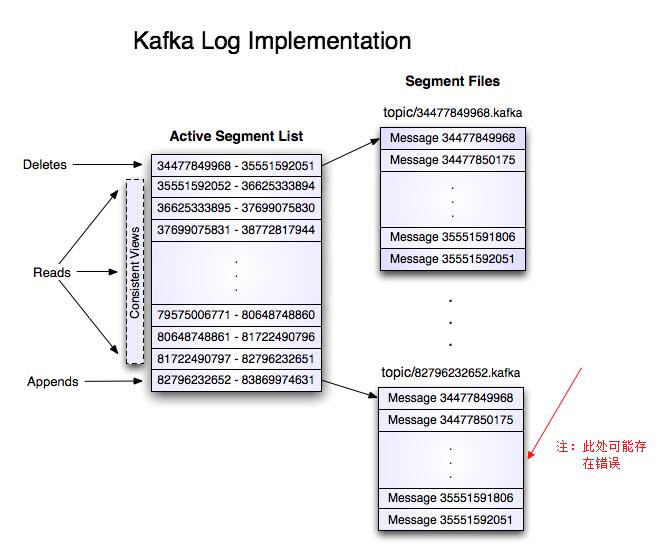 Kafka Log Implementation
Segment Files
topic/34477849968.kafka
Active Segment List
Message 34477849968
Message 34477850175
.
.
.
Message 35551591806
Message 35551592051
Deletes
34477849968 - 35551592051
35551592052 - 36625333894
36625333895 - 37699075830
37699075831 - 38772817944
.
.
.
79575006771 - 80648748860
80648748861 - 81722490796
81722490797 - 82796232651
82796232652 - 83869974631
Reads
Consistent Views
Appends
.
.
.
topic/82796232652.kafka
Message 34477849968
Message 34477850175
.
.
.
Message 35551591806
Message 35551592051
注：此处可能存
在错误